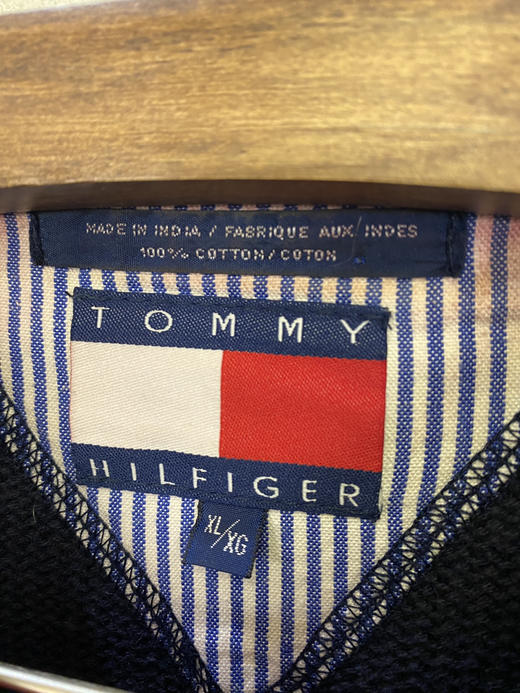 MADE IN INDIA / FABRIQUE AUX INDES
100% COTTON/COTON
TOMMY
HILFIGER
XL/XG